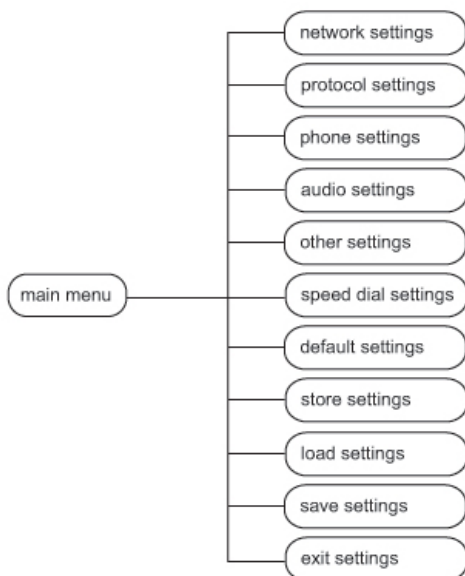 network settings
protocol settings
phone settings
audio settings
other settings
main menu
speed dial settings
default settings
store settings
load settings
save settings
exit settings